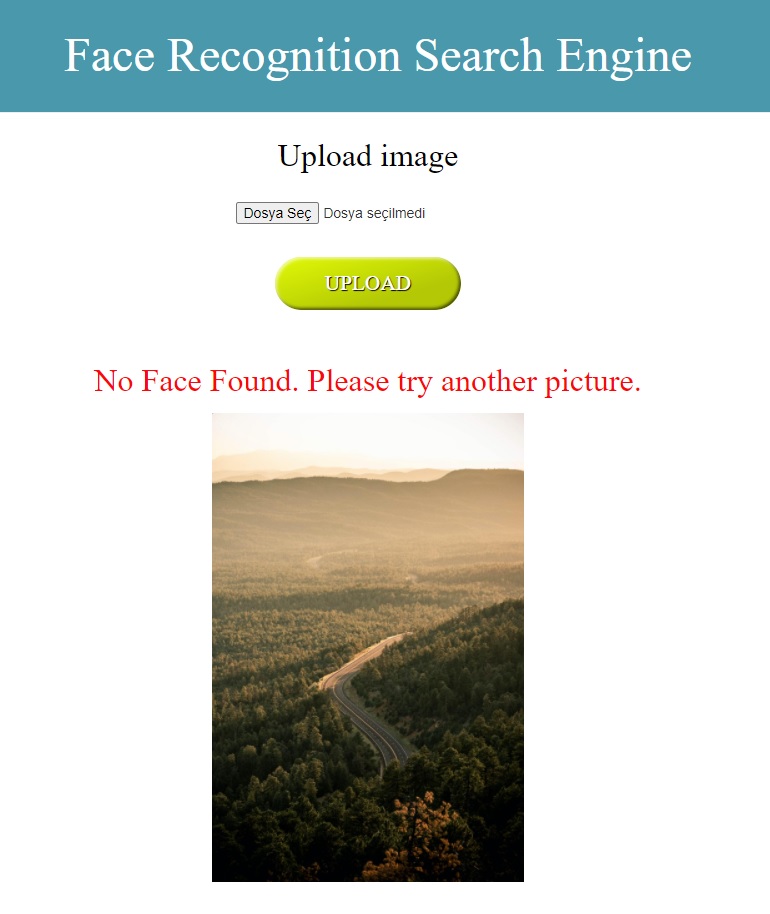 Face Recognition Search Engine
Upload image
Dosya Seç Dosya seçilmedi
UPLOAD
No Face Found. Please try another picture.